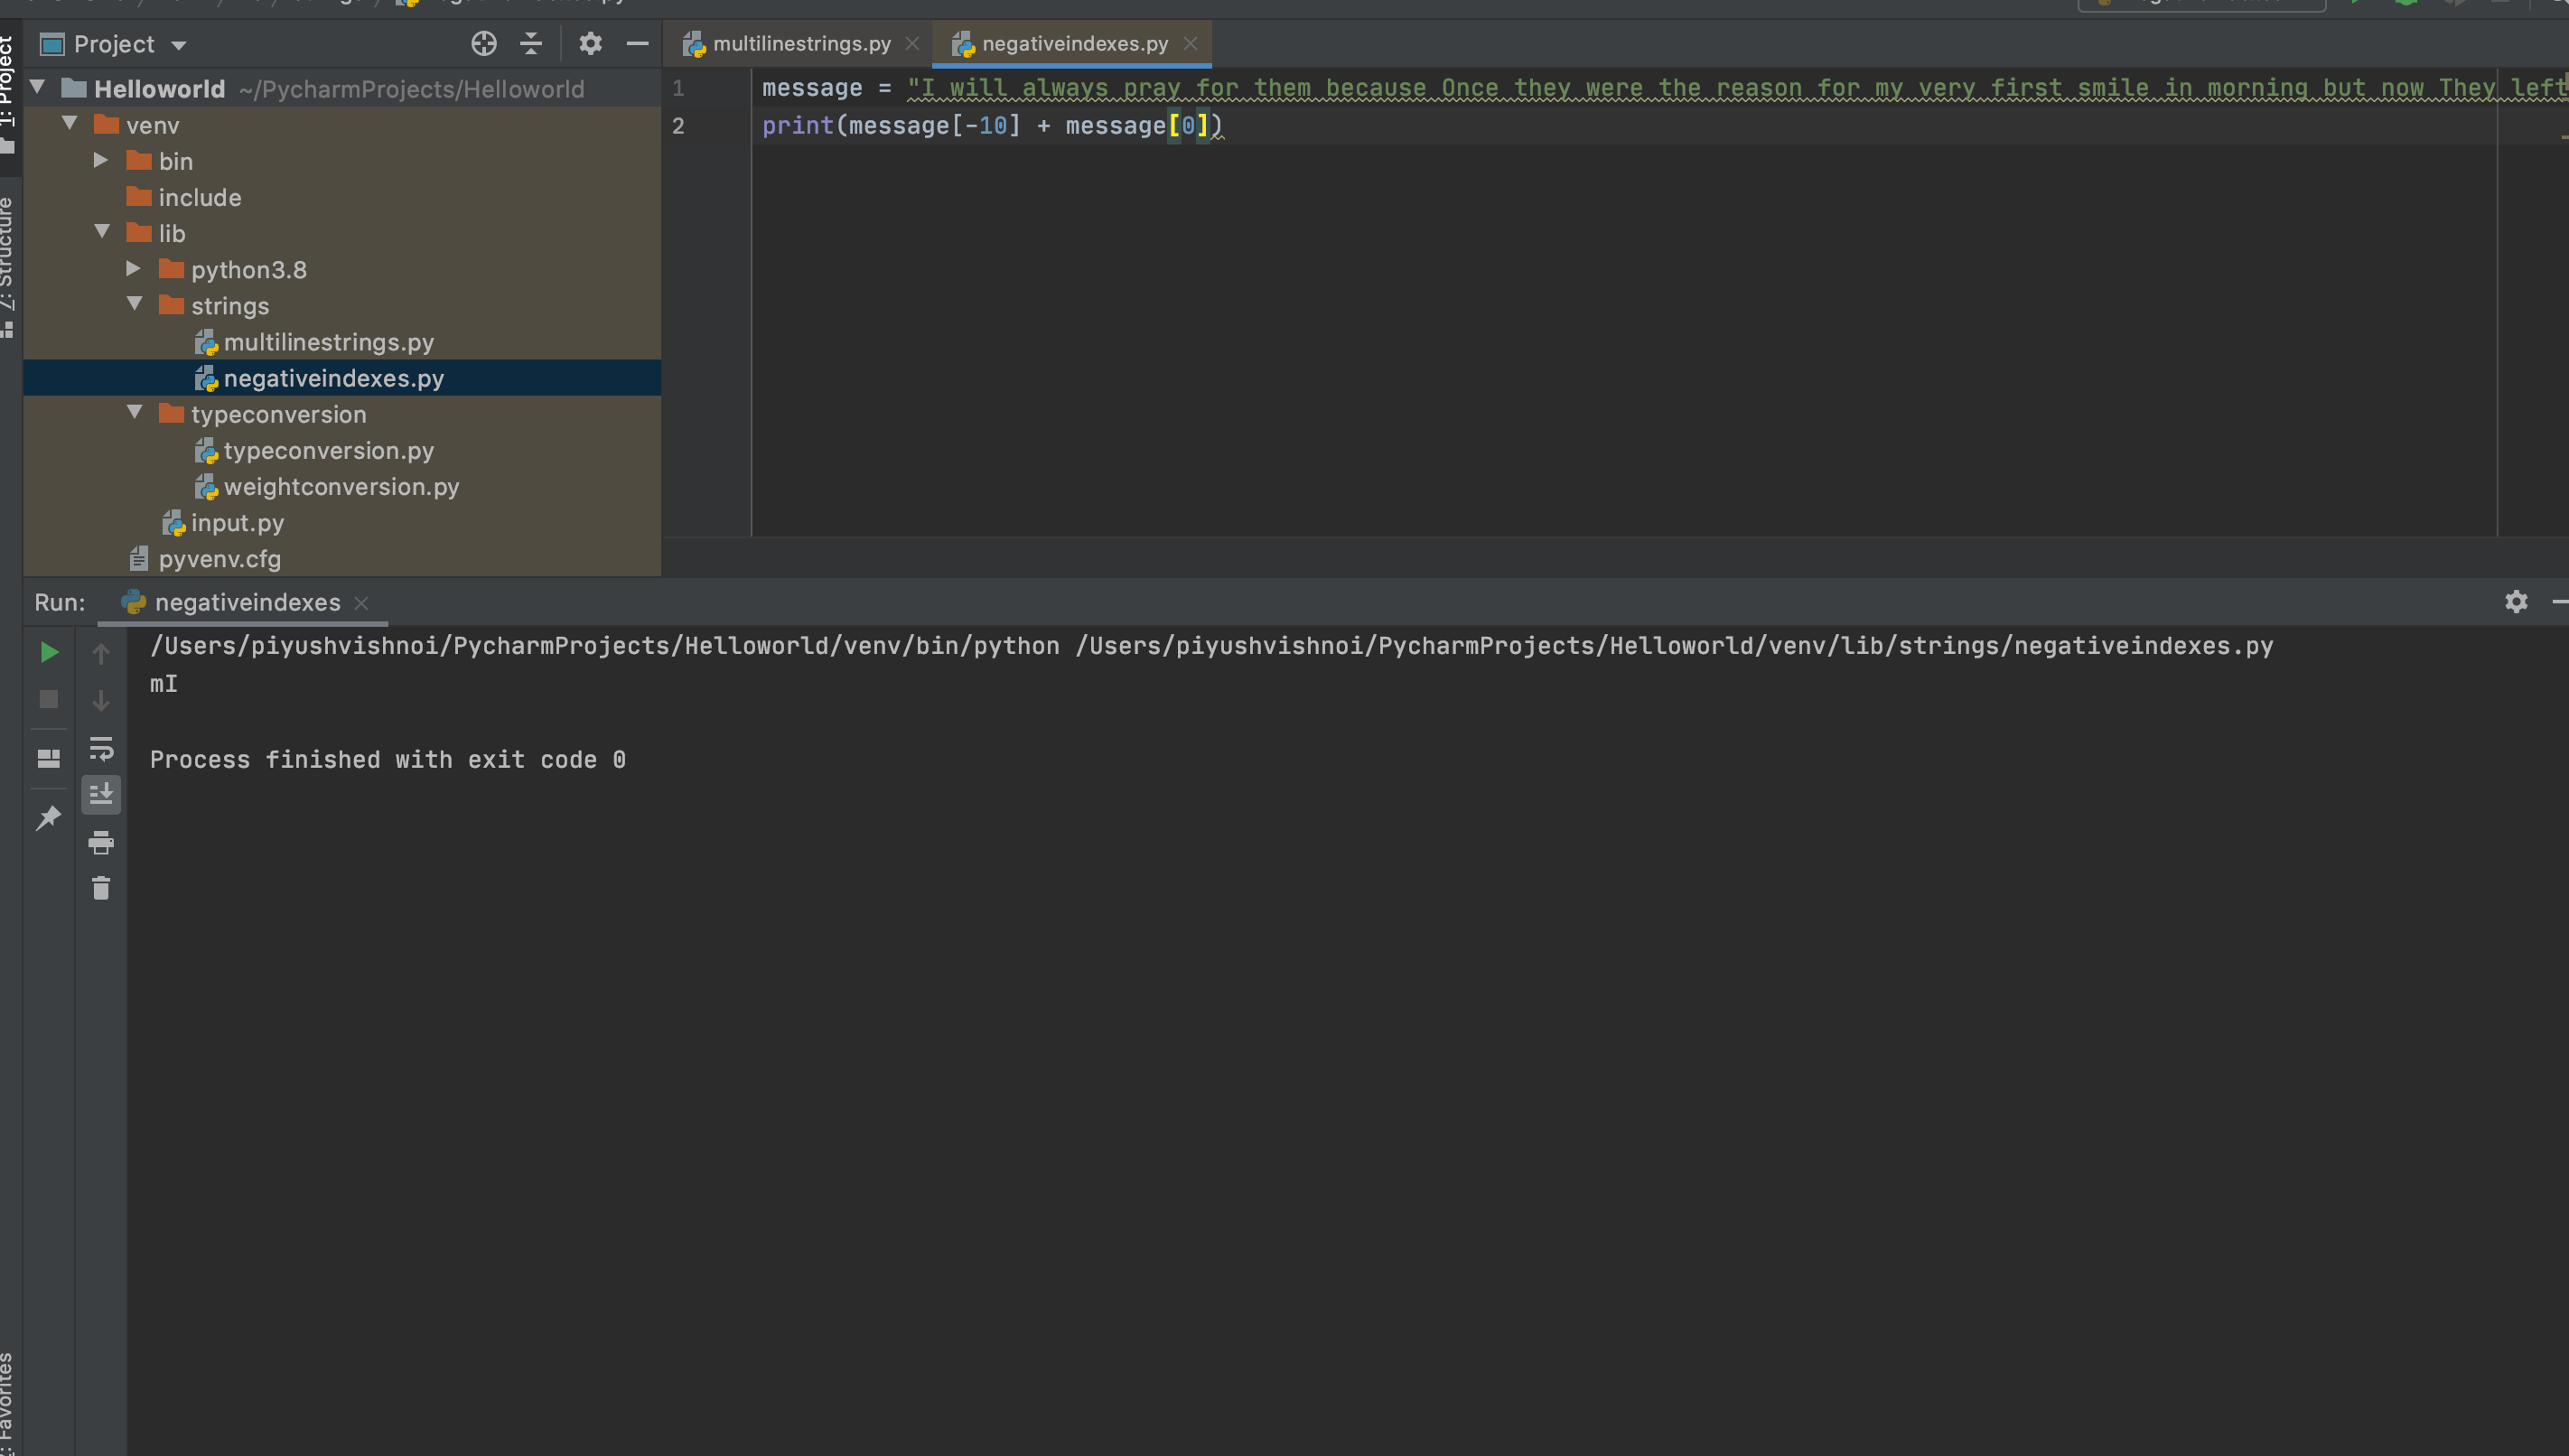 Project
multilinestrings.py
negativeindexes.py
1: Project
Helloworld ~/PycharmProjects/Helloworld
1 message = "I will always pray for them because Once they were the reason for my very first smile in morning but now They left
venv
2 print(message[-10] + message[0])
bin
include
Z: Structure
lib
python3.8
strings
multilinestrings.py
negativeindexes.py
typeconversion
typeconversion.py
weightconversion.py
input.py
pyvenv.cfg
Run: negativeindexes
/Users/piyushvishnoi/PycharmProjects/Helloworld/venv/bin/python /Users/piyushvishnoi/PycharmProjects/Helloworld/venv/lib/strings/negativeindexes.py
mI
Process finished with exit code 0
Favorites